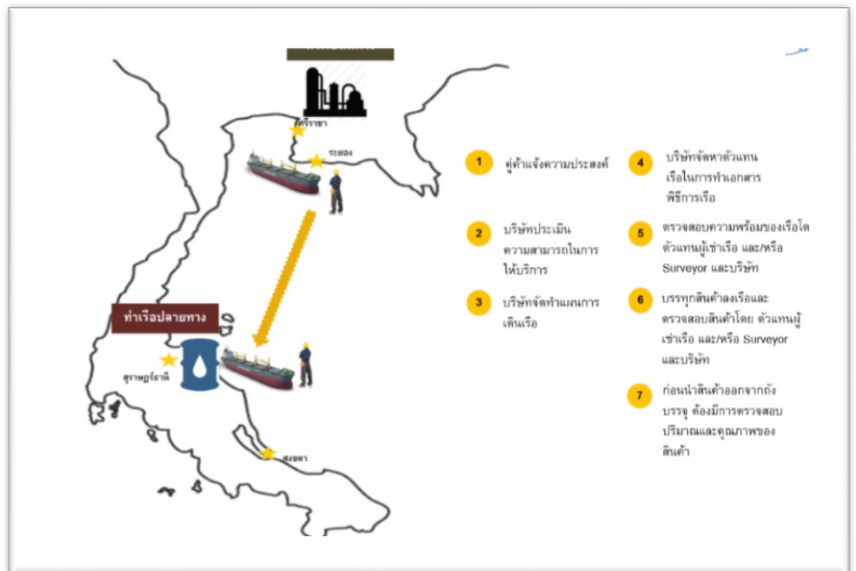 ศรีราชา
ระยอง
ท่าเรือปลายทาง
สุราษฎร์ธานี
สงขลา
1
คู่ค้าแจ้งความประสงค์
2
บริษัทประเมิน
ความสามารถในการ
ให้บริการ
3
บริษัทจัดทำแผนการ
เดินเรือ
4
บริษัทจัดหาตัวแทน
เรือในการทำเอกสาร
พิธีการเรือ
5
ตรวจสอบความพร้อมของเรือโด
ตัวแทนผู้เช่าเรือ และ/หรือ
Surveyor และบริษัท
6
บรรทุกสินค้าลงเรือและ
ตรวจสอบสินค้าโดย ตัวแทนผู้
เช่าเรือ และ/หรือ Surveyor
และบริษัท
7
ก่อนนำสินค้าออกจากถัง
บรรจุ ต้องมีการตรวจสอบ
ปริมาณและคุณภาพของ
สินค้า